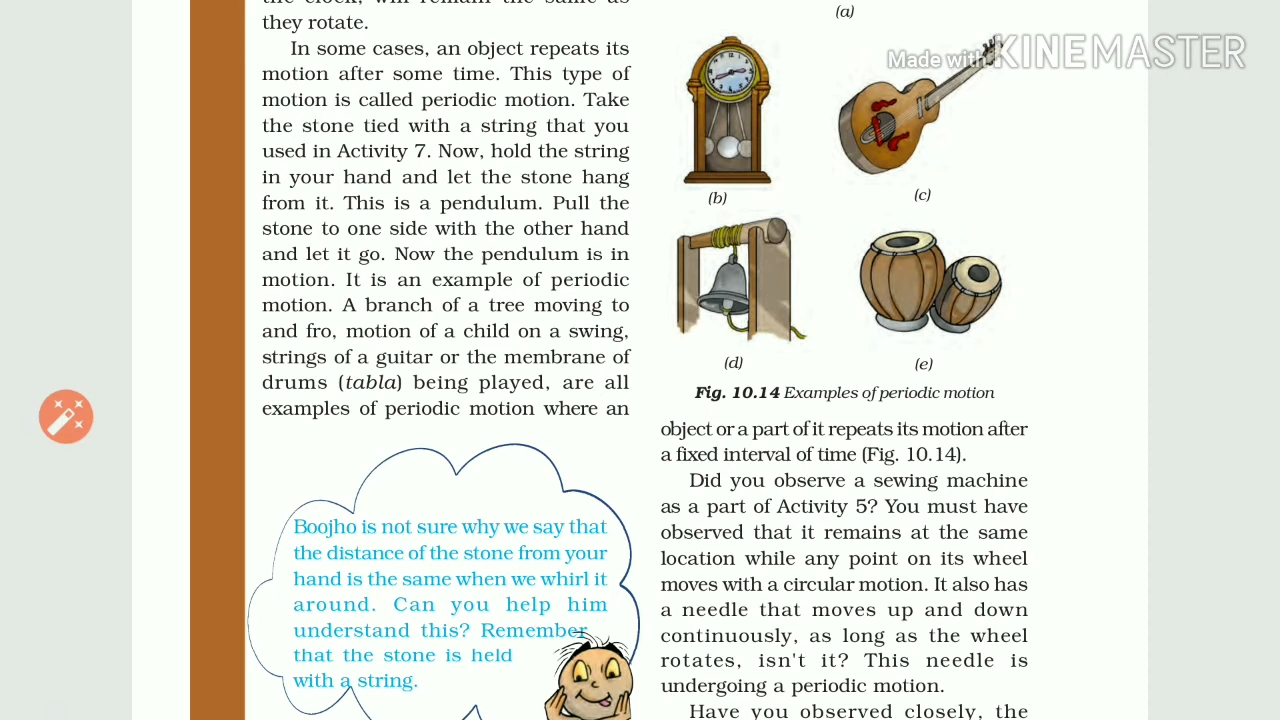 the clock, will remain the same as
they rotate.
In some cases, an object repeats its
motion after some time. This type of
motion is called periodic motion. Take
the stone tied with a string that you
used in Activity 7. Now, hold the string
in your hand and let the stone hang
from it. This is a pendulum. Pull the
stone to one side with the other hand
and let it go. Now the pendulum is in
motion. It is an example of periodic
motion. A branch of a tree moving to
and fro, motion of a child on a swing,
strings of a guitar or the membrane of
drums (tabla) being played, are all
examples of periodic motion where an
Boojho is not sure why we say that
the distance of the stone from your
hand is the same when we whirl it
around. Can you help him
understand this? Remember
that the stone is held
with a string.
(a)
Made with KINEMASTER
(b)
(c)
(d)
(e)
Fig. 10.14 Examples of periodic motion
object or a part of it repeats its motion after
a fixed interval of time (Fig. 10.14).
Did you observe a sewing machine
as a part of Activity 5? You must have
observed that it remains at the same
location while any point on its wheel
moves with a circular motion. It also has
a needle that moves up and down
continuously, as long as the wheel
rotates, isn't it? This needle is
undergoing a periodic motion.
Have you observed closely, the